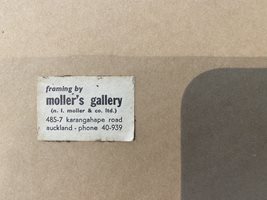 framing by
moller's gallery
(n. l. moller & co. ltd.)
485-7 karangahape road
auckland - phone 40-939